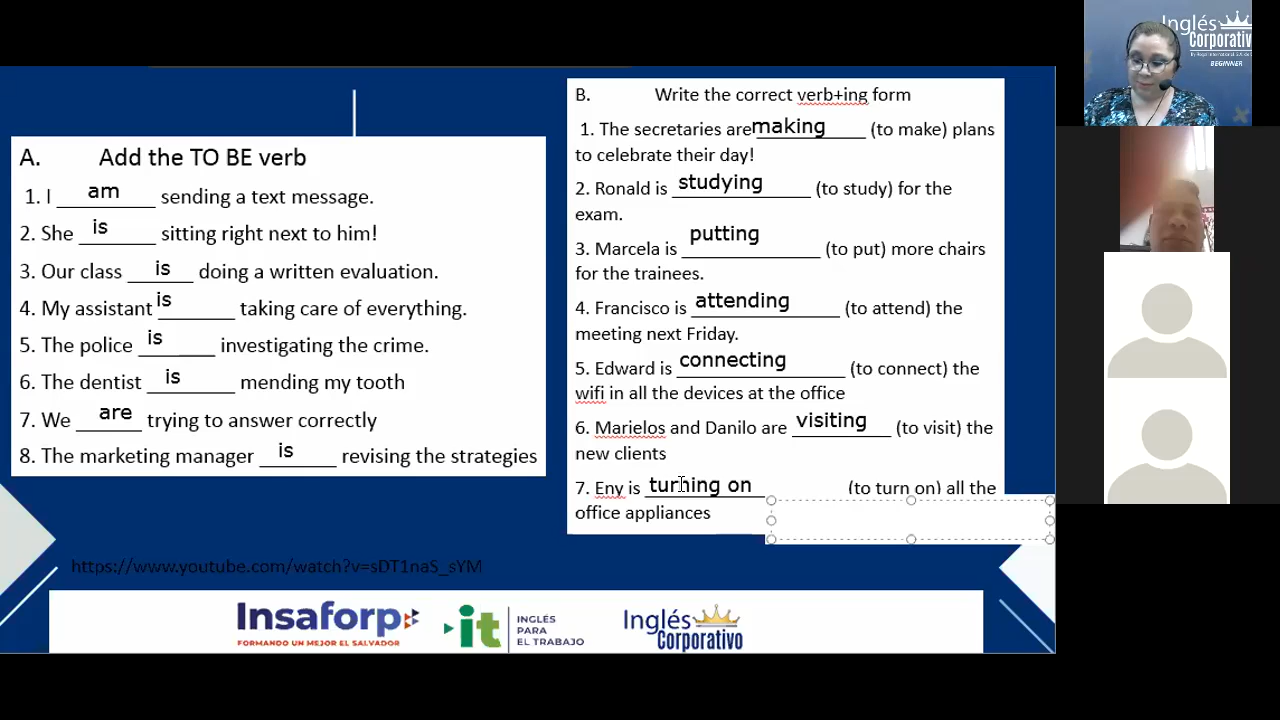 A. Add the TO BE verb
1. I am sending a text message.
2. She is sitting right next to him!
3. Our class is doing a written evaluation.
4. My assistant is taking care of everything.
5. The police is investigating the crime.
6. The dentist is mending my tooth
7. We are trying to answer correctly
8. The marketing manager is revising the strategies
B. Write the correct verb+ing form
1. The secretaries are making (to make) plans
to celebrate their day!
2. Ronald is studying (to study) for the
exam.
3. Marcela is putting (to put) more chairs
for the trainees.
4. Francisco is attending (to attend) the
meeting next Friday.
5. Edward is connecting (to connect) the
wifi in all the devices at the office
6. Marielos and Danilo are visiting (to visit) the
new clients
7. Eny is turning on (to turn on) all the
office appliances
https://www.youtube.com/watch?v=sDT1naS_sYM
Insaforp
FORMANDO UN MEJOR EL SALVADOR
it
INGLÉS
PARA
EL TRABAJO
Inglés
Corporativo
Inglés
Corporativo
BEGINNER